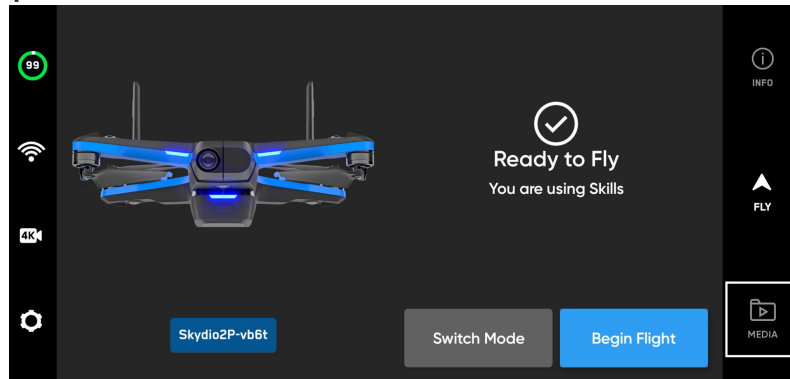 99
4K
Ready to Fly
You are using Skills
Skydio2P-vb6t
Switch Mode
Begin Flight
INFO
FLY
MEDIA